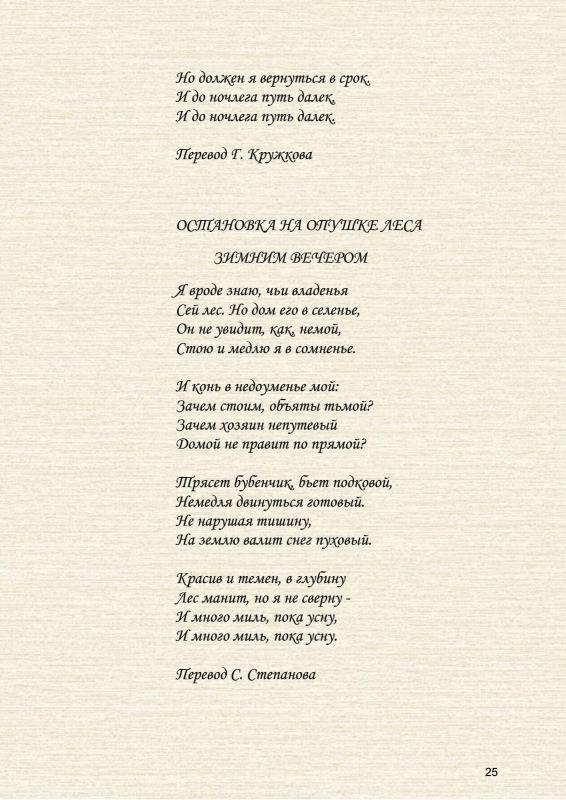 Но должен я вернуться в срок.
И до ночлега путь далек,
И до ночлега путь далек.
Перевод Г. Кружкова
ОСТАНОВКА НА ОПУШКЕ ЛЕСА
ЗИМНИМ ВЕЧЕРОМ
Я вроде знаю, чьи владенья
Сей лес. Но дом его в селенье,
Он не увидит, как, немой,
Стою и медлю я в сомненье.
И конь в недоуменье мой:
Зачем стоим, объяты тьмой?
Зачем хозяин непутевый
Домой не правит по прямой?
Трясет бубенчик, бьет подковой,
Немедля двинуться готовый.
Не нарушая тишину,
На землю валит снег пуховый.
Красив и темен, в глубину
Лес манит, но я не сверну -
И много миль, пока усну,
И много миль, пока усну.
Перевод С. Степанова
25